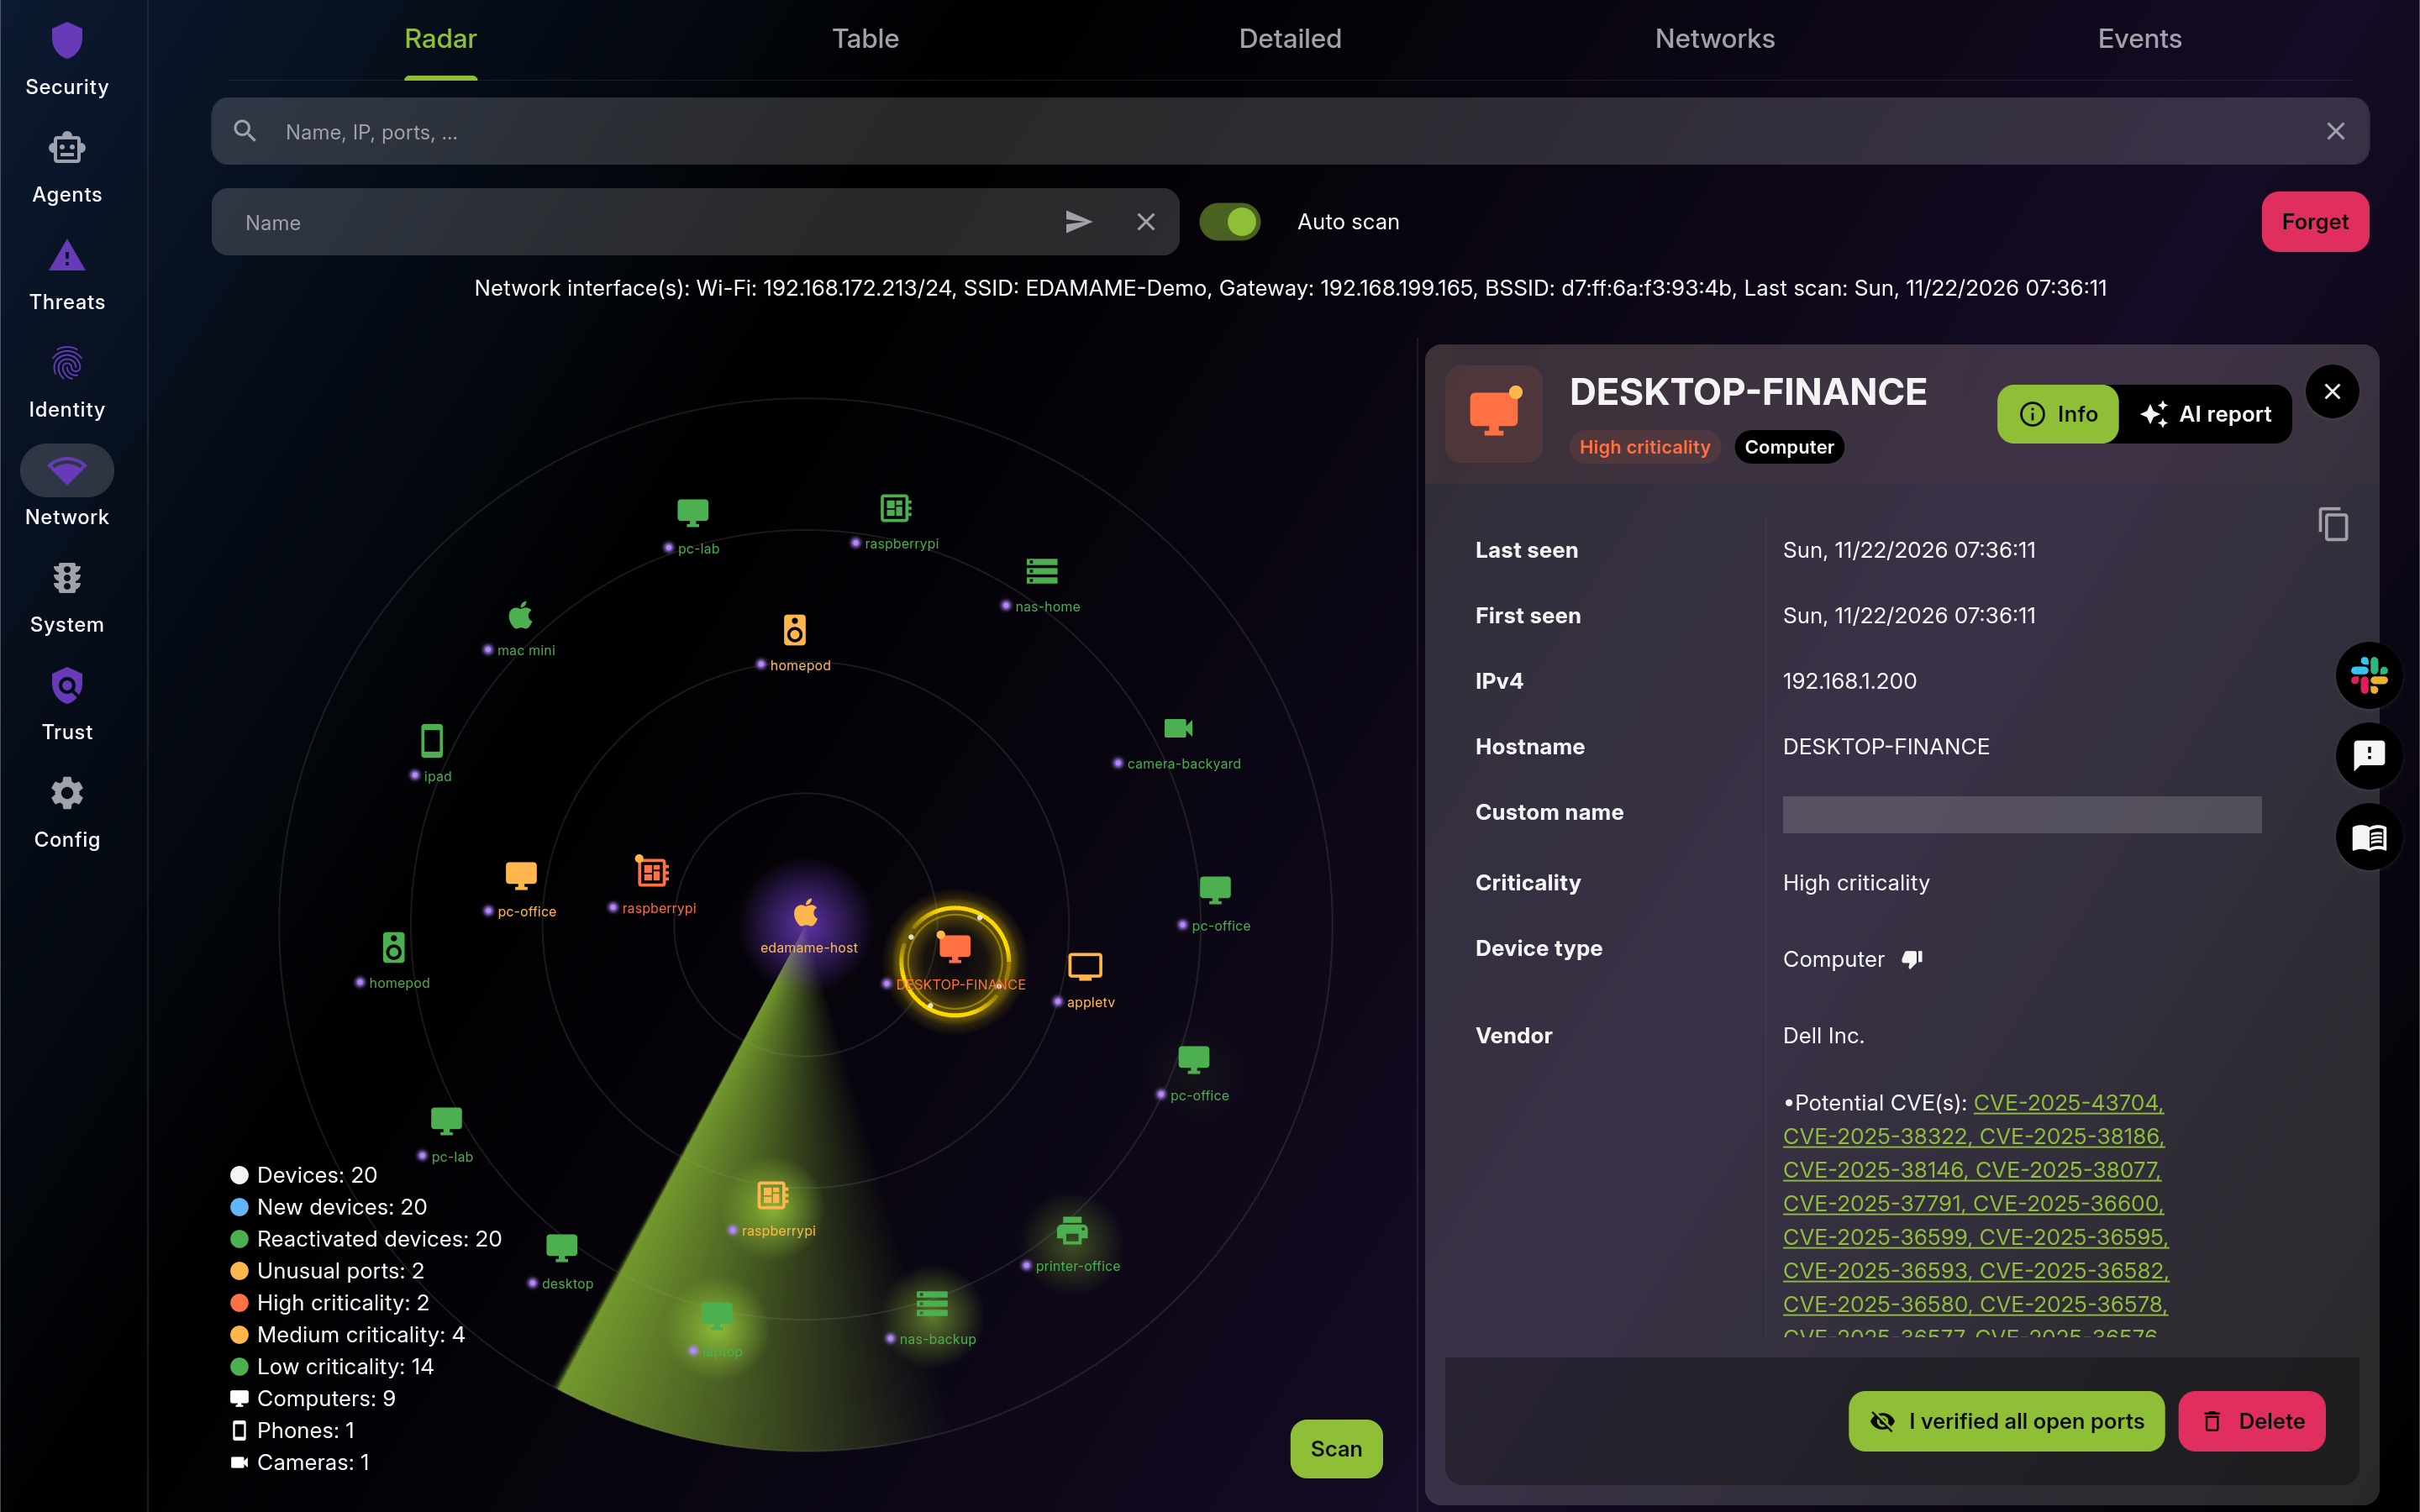 Radar
Table
Detailed
Networks
Events
Security
Agents
Threats
Identity
Network
System
Trust
Config
Name, IP, ports, ...
Name
Auto scan
Forget
Network interface(s): Wi-Fi: 192.168.172.213/24, SSID: EDAMAME-Demo, Gateway: 192.168.199.165, BSSID: d7:ff:6a:f3:93:4b, Last scan: Sun, 11/22/2026 07:36:11
pc-lab
raspberrypi
nas-home
mac mini
homepod
ipad
camera-backyard
pc-office
raspberrypi
edamame-host
pc-office
homepod
DESKTOP-FINANCE
appletv
pc-office
pc-lab
raspberrypi
printer-office
desktop
laptop
nas-backup
Devices: 20
New devices: 20
Reactivated devices: 20
Unusual ports: 2
High criticality: 2
Medium criticality: 4
Low criticality: 14
Computers: 9
Phones: 1
Cameras: 1
Scan
DESKTOP-FINANCE
High criticality
Computer
Info
AI report
Last seen
Sun, 11/22/2026 07:36:11
First seen
Sun, 11/22/2026 07:36:11
IPv4
192.168.1.200
Hostname
DESKTOP-FINANCE
Custom name
Criticality
High criticality
Device type
Computer
Vendor
Dell Inc.
•Potential CVE(s): CVE-2025-43704,
CVE-2025-38322, CVE-2025-38186,
CVE-2025-38146, CVE-2025-38077,
CVE-2025-37791, CVE-2025-36600,
CVE-2025-36599, CVE-2025-36595,
CVE-2025-36593, CVE-2025-36582,
CVE-2025-36580, CVE-2025-36578,
CVE-2025-36577, CVE-2025-36576,
I verified all open ports
Delete